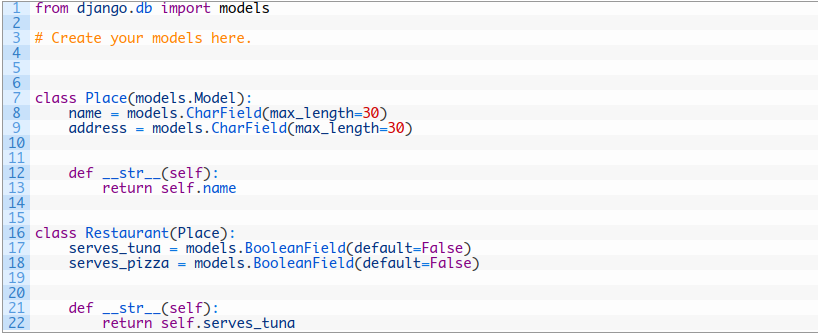 1 from django.db import models
2
3 # Create your models here.
4
5
6
7 class Place(models.Model):
8     name = models.CharField(max_length=30)
9     address = models.CharField(max_length=30)
10
11
12     def __str__(self):
13         return self.name
14
15
16 class Restaurant(Place):
17     serves_tuna = models.BooleanField(default=False)
18     serves_pizza = models.BooleanField(default=False)
19
20
21     def __str__(self):
22         return self.serves_tuna